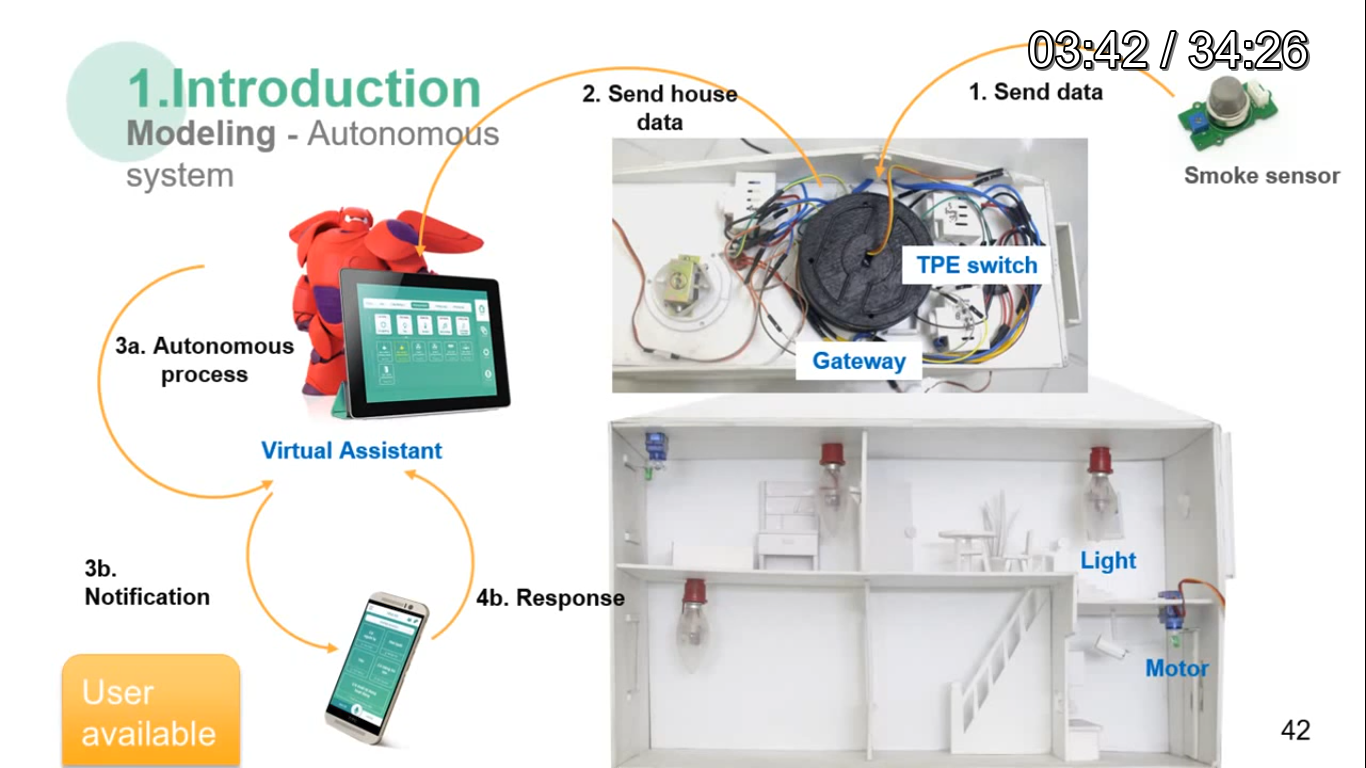 03:42 / 34:26
1.Introduction
Modeling - Autonomous
system
2. Send house
data
1. Send data
Smoke sensor
TPE switch
Gateway
3a. Autonomous
process
Virtual Assistant
3b.
Notification
4b. Response
Light
Motor
User
available
42